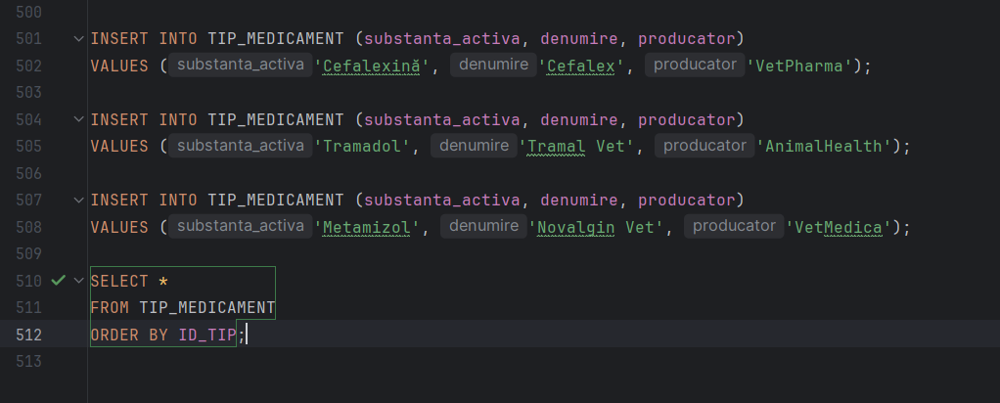 500
501 INSERT INTO TIP_MEDICAMENT (substanta_activa, denumire, producator)
502 VALUES ( substanta_activa 'Cefalexină', denumire 'Cefalex', producator 'VetPharma');
503
504 INSERT INTO TIP_MEDICAMENT (substanta_activa, denumire, producator)
505 VALUES ( substanta_activa 'Tramadol', denumire 'Tramal Vet', producator 'AnimalHealth');
506
507 INSERT INTO TIP_MEDICAMENT (substanta_activa, denumire, producator)
508 VALUES ( substanta_activa 'Metamizol', denumire 'Novalgin Vet', producator 'VetMedica');
509
510 SELECT *
511 FROM TIP_MEDICAMENT
512 ORDER BY ID_TIP;
513